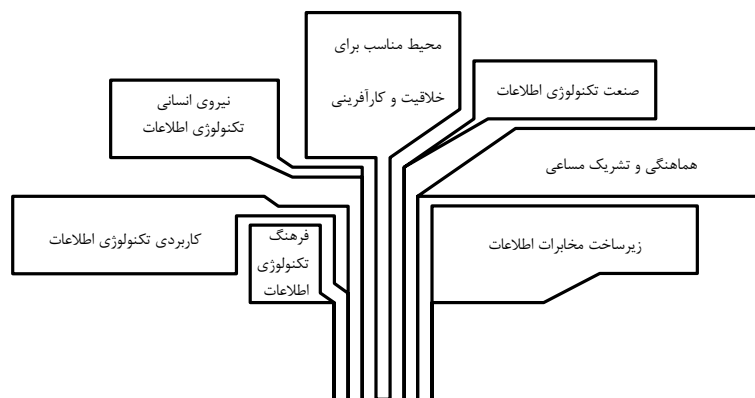 محیط مناسب برای
خلاقیت و کارآفرینی
صنعت تکنولوژی اطلاعات
نیروی انسانی
تکنولوژی اطلاعات
هماهنگی و تشریک مساعی
کاربردی تکنولوژی اطلاعات
فرهنگ
تکنولوژی
اطلاعات
زیرساخت مخابرات اطلاعات